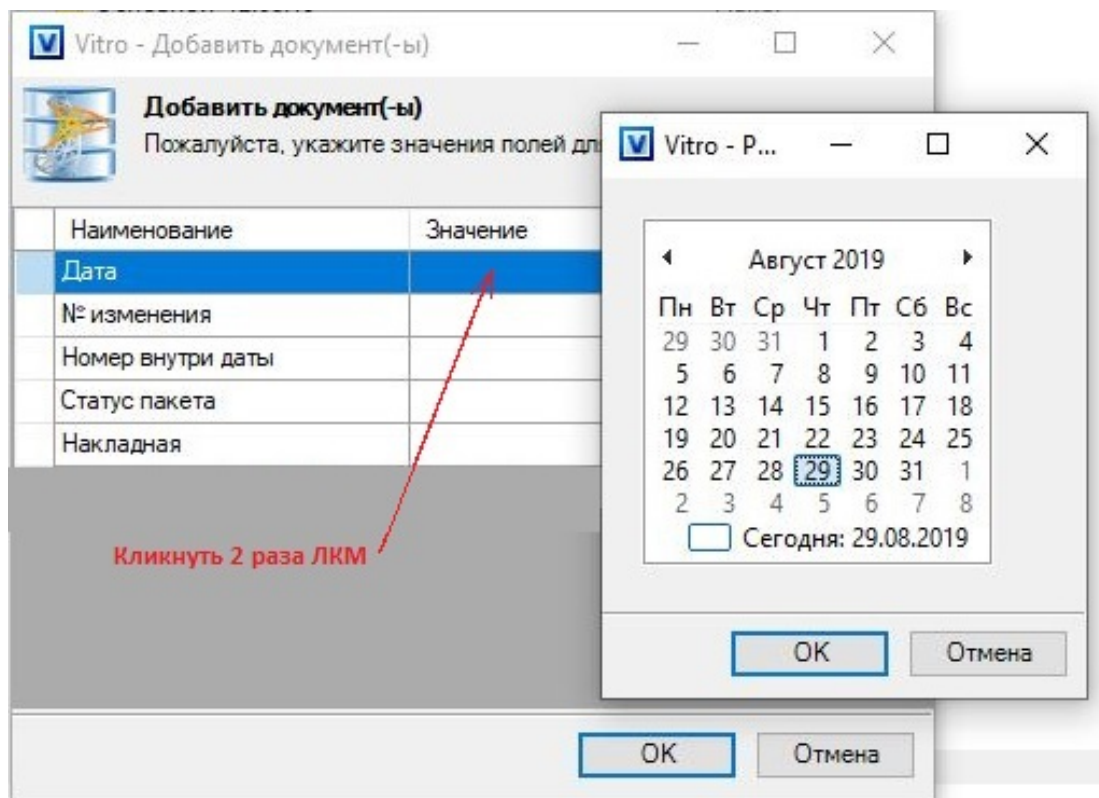 Vitro - Добавить документ(-ы)
Добавить документ(-ы)
Пожалуйста, укажите значения полей дл
Наименование Значение
Дата
№ изменения
Номер внутри даты
Статус пакета
Накладная
Кликнуть 2 раза ЛКМ
OK Отмена
Vitro - P...
Август 2019
Пн Вт Ср Чт Пт Сб Вс
29 30 31 1 2 3 4
5 6 7 8 9 10 11
12 13 14 15 16 17 18
19 20 21 22 23 24 25
26 27 28 29 30 31 1
2 3 4 5 6 7 8
Сегодня: 29.08.2019
OK Отмена